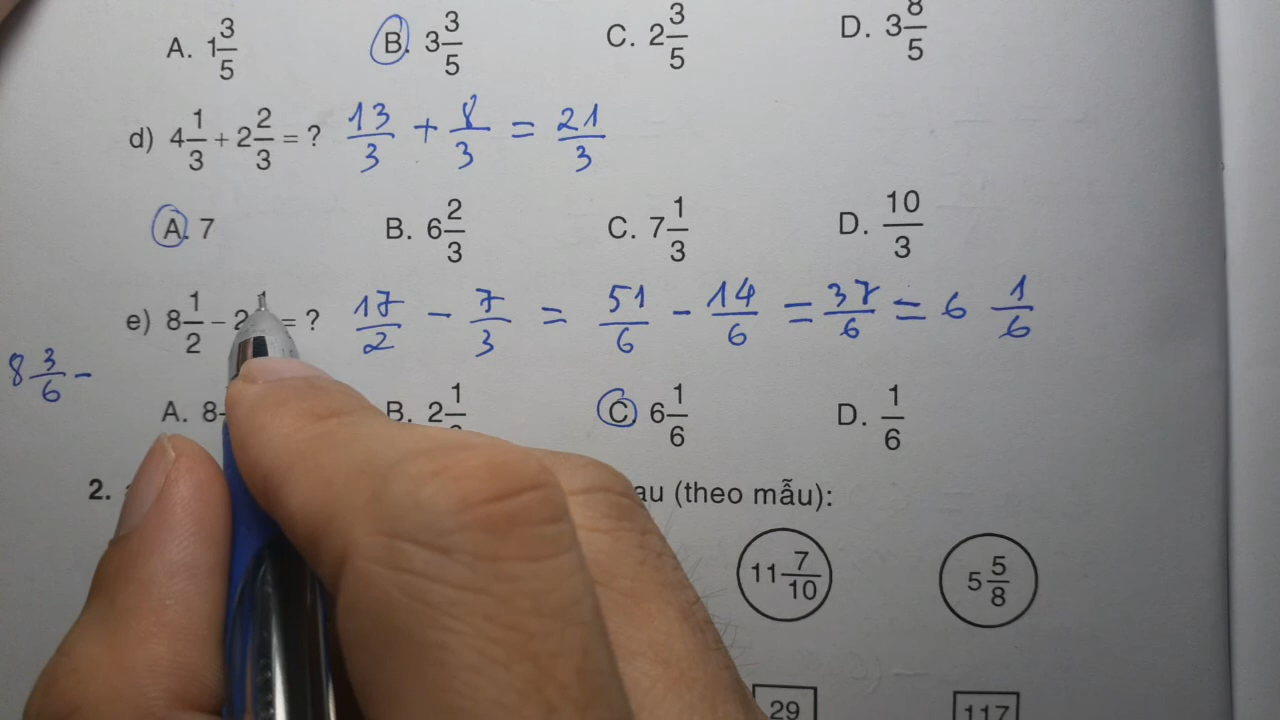 A. 1 3/5 B. 3 3/5 C. 2 3/5 D. 3 8/5
d) 4 1/3 + 2 2/3 = ? 13/3 + 8/3 = 21/3
A. 7 B. 6 2/3 C. 7 1/3 D. 10/3
e) 8 1/2 - 2 = ? 17/2 - 7/3 = 51/6 - 14/6 = 37/6 = 6 1/6
8 3/6 -
A. 8 B. 2 C. 6 1/6 D. 1/6
2. (theo mẫu):
11 7/10 5 5/8
29 117